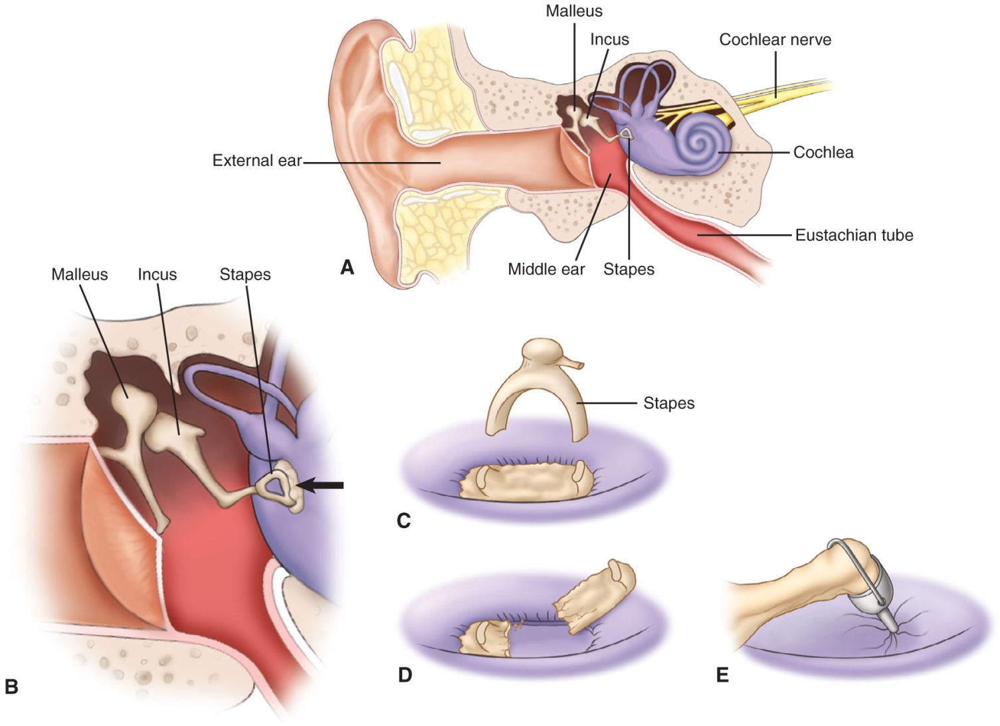 Malleus
Incus
Cochlear nerve
External ear
Cochlea
Eustachian tube
Middle ear
Stapes
A
Malleus
Incus
Stapes
B
Stapes
C
D
E